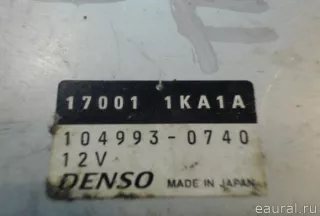 17001 1KA1A
104993-0740
12V
DENSO MADE IN JAPAN
© eaural.ru